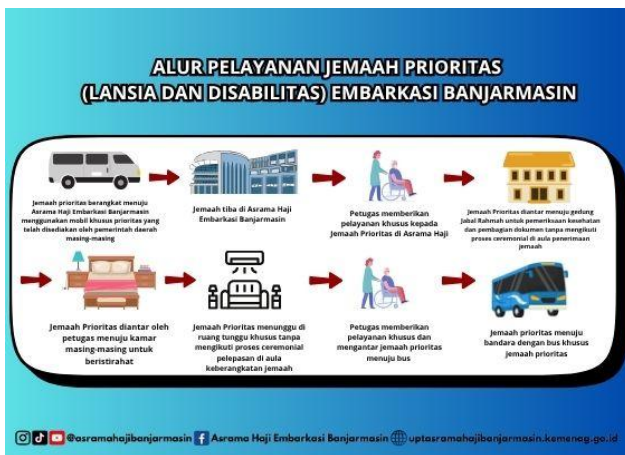 ALUR PELAYANAN JEMAAH PRIORITAS
(LANSIA DAN DISABILITAS) EMBARKASI BANJARMASIN
Jemaah prioritas berangkat menuju
Asrama Haji Embarkasi Banjarmasin
menggunakan mobil khusus prioritas yang
telah disediakan oleh pemerintah daerah
masing-masing
Jemaah tiba di Asrama Haji
Embarkasi Banjarmasin
Petugas memberikan
pelayanan khusus kepada
Jemaah Prioritas di Asrama Haji
Jemaah Prioritas diantar menuju gedung
Jabal Rahmah untuk pemeriksaan kesehatan
dan pembagian dokumen tanpa mengikuti
proses ceremonial di aula penerimaan
jemaah
Jemaah Prioritas diantar oleh
petugas menuju kamar
masing-masing untuk
beristirahat
Jemaah Prioritas menunggu di
ruang tunggu khusus tanpa
mengikuti proses ceremonial
pelepasan di aula
keberangkatan jemaah
Petugas memberikan
pelayanan khusus dan
mengantar jemaah prioritas
menuju bus
Jemaah prioritas menuju
bandara dengan bus khusus
jemaah prioritas
@asramahajibanjarmasin Asrama Haji Embarkasi Banjarmasin uptasramahajibanjarmasin.kemenag.go.id